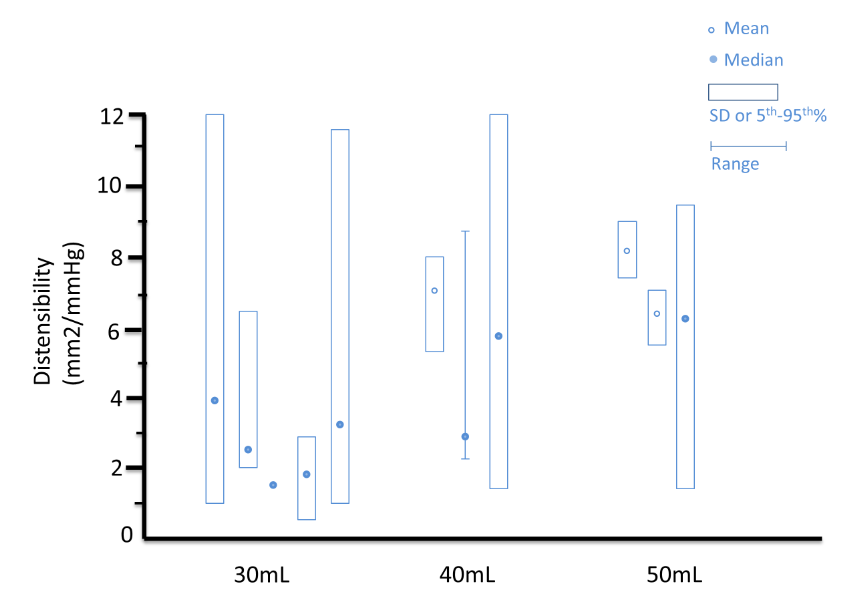 Mean
Median
SD or 5th-95th%
Range
12
10
8
6
4
2
0
Distensibility
(mm2/mmHg)
30mL
40mL
50mL